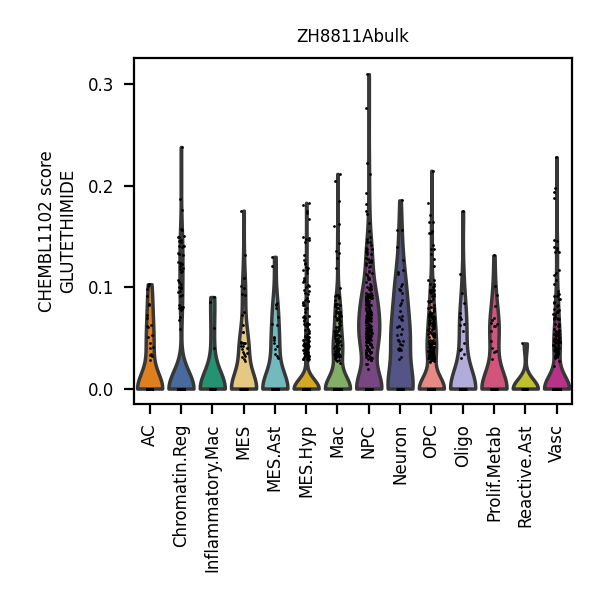 ZH8811Abulk
CHEMBL1102 score
GLUTETHIMIDE
0.3
0.2
0.1
0.0
AC
Chromatin.Reg
Inflammatory.Mac
MES
MES.Ast
MES.Hyp
Mac
NPC
Neuron
OPC
Oligo
Prolif.Metab
Reactive.Ast
Vasc